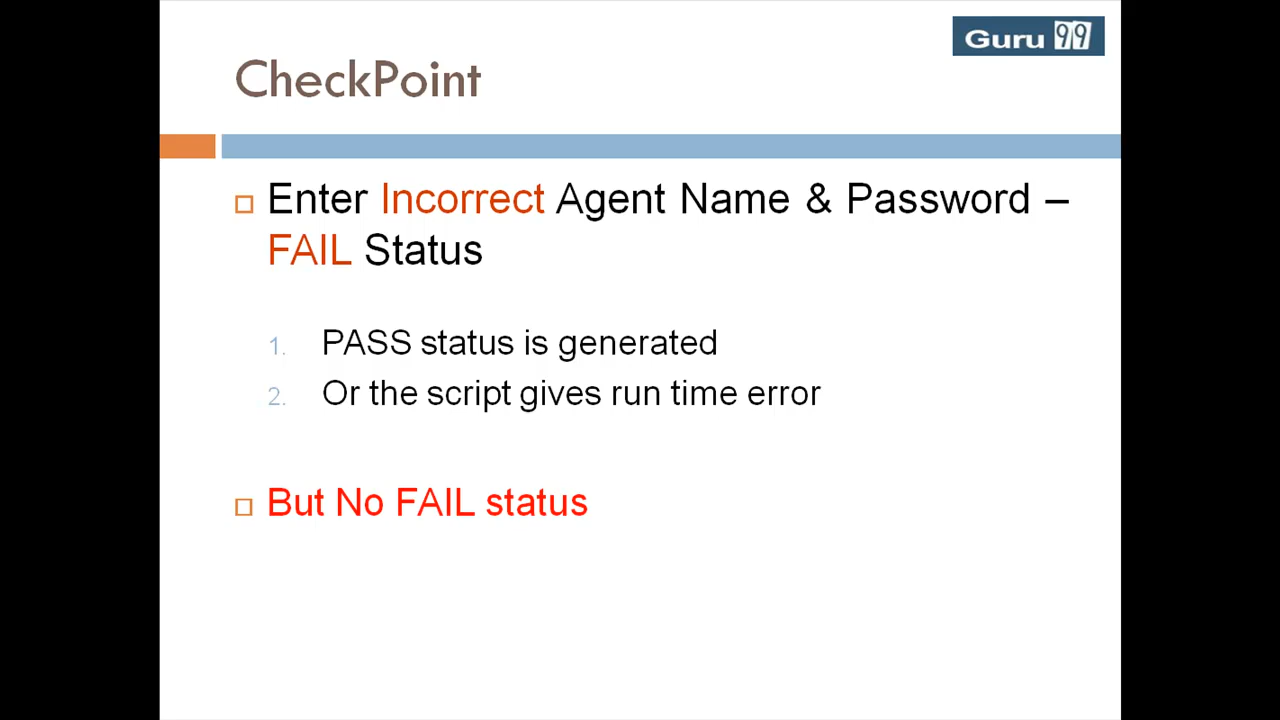 Guru 99
CheckPoint
Enter Incorrect Agent Name & Password –
FAIL Status
1. PASS status is generated
2. Or the script gives run time error
But No FAIL status